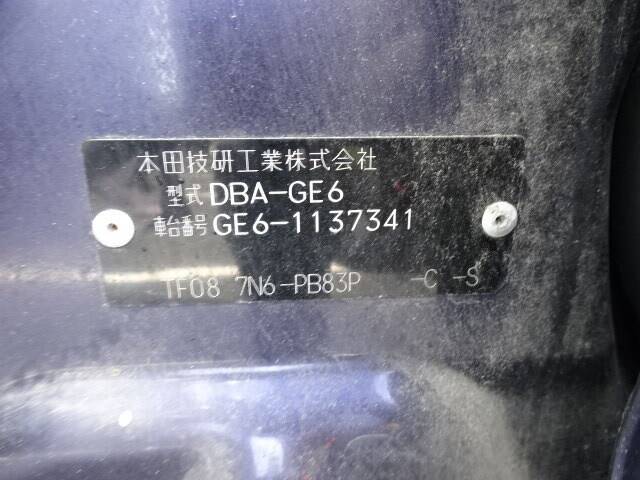 本田技研工業株式会社
型式 DBA-GE6
車台番号 GE6-1137341
TF08 7N6-PB83P -C -S